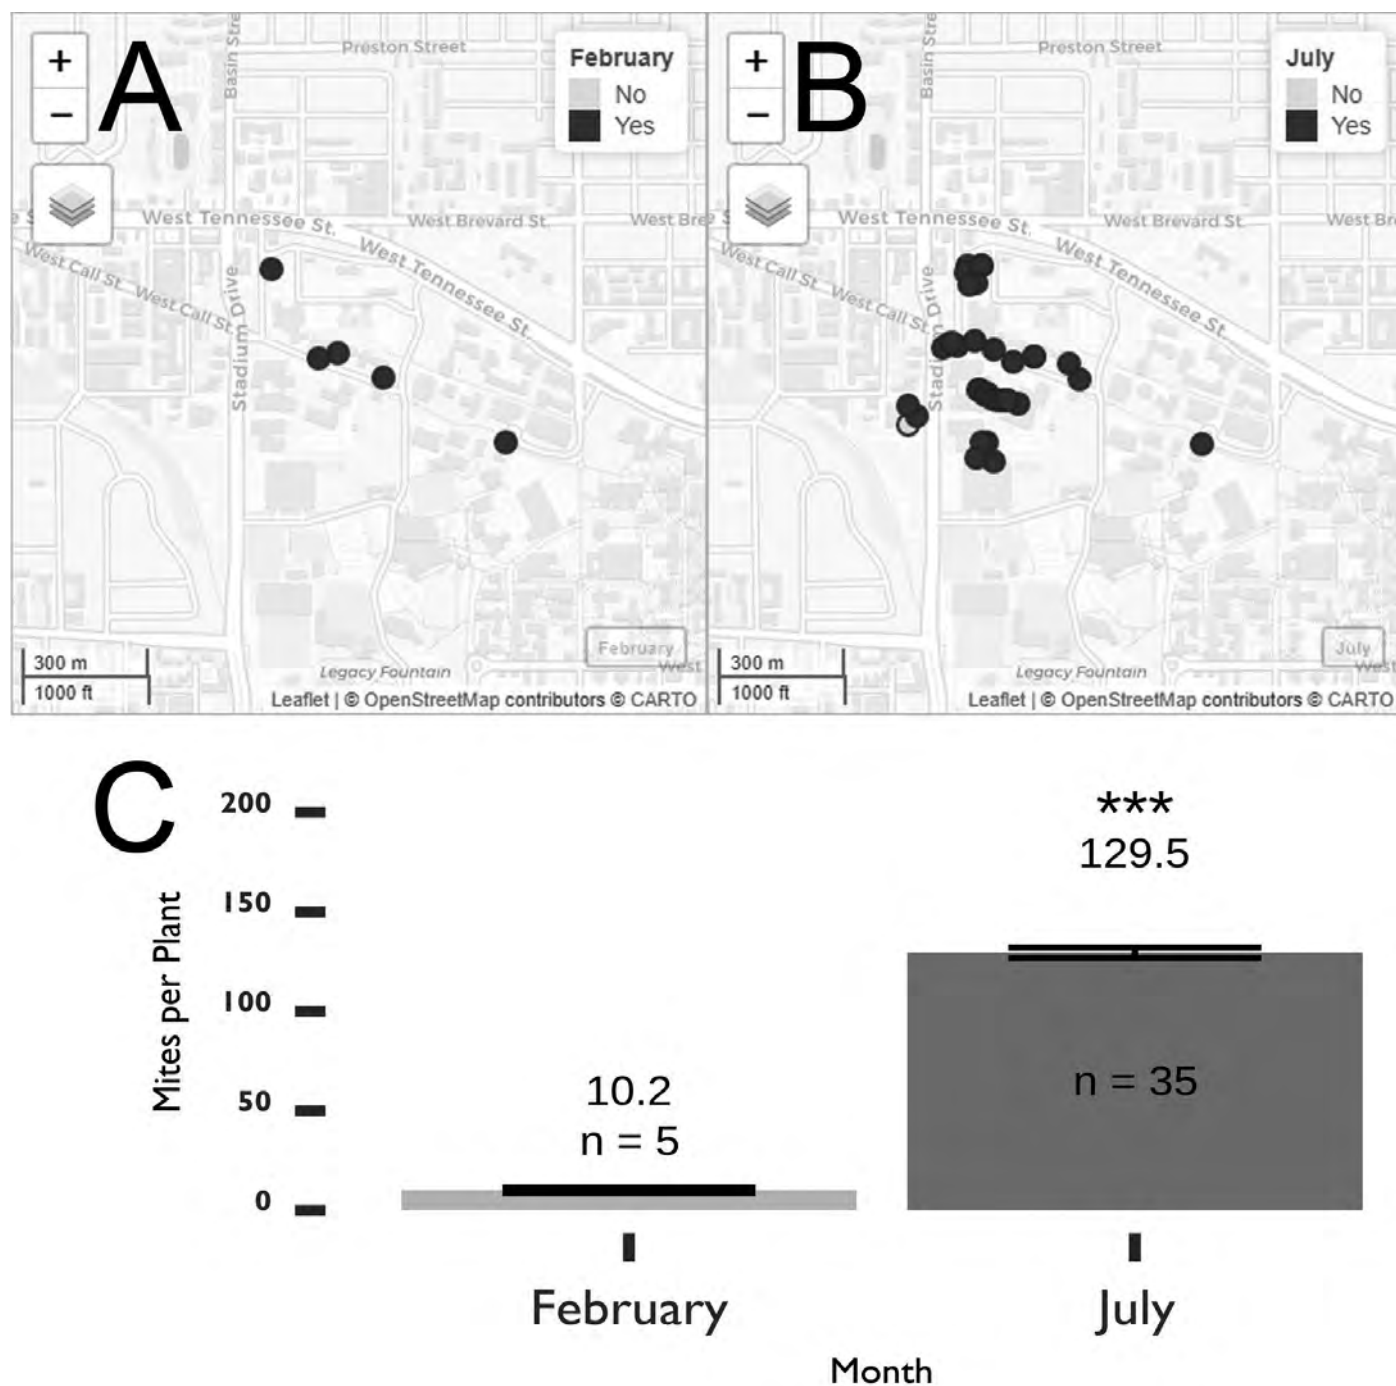 A
+
−
February
No
Yes
Basin Stre
Preston Street
e S
West Tennessee St.
West Brevard St.
West Bre
West Call St.
West Call St.
West Tennessee St.
Stadium Drive
February
West
300 m
1000 ft
Legacy Fountain
Leaflet | © OpenStreetMap contributors © CARTO
B
+
−
July
No
Yes
Basin Stre
Preston Street
e S
West Tennessee St.
West Brevard St.
West Br
West Call St.
West Call St.
West Tennessee St.
Stadium Drive
July
West
300 m
1000 ft
Legacy Fountain
Leaflet | © OpenStreetMap contributors © CARTO
C
Mites per Plant
200
150
100
50
0
10.2
n = 5
***
129.5
n = 35
February
July
Month